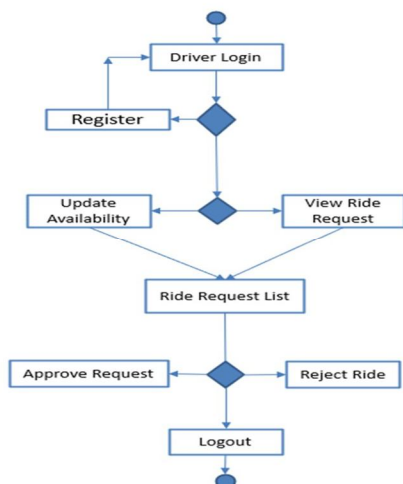 Driver Login
Register
Update
Availability
View Ride
Request
Ride Request List
Approve Request
Reject Ride
Logout